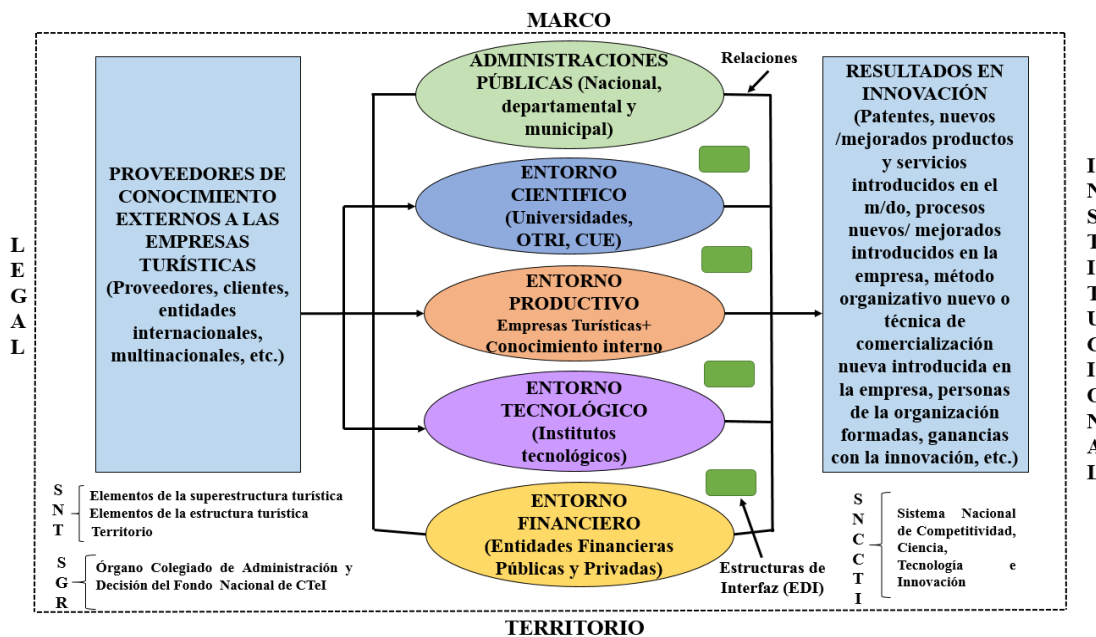 MARCO
LEGAL
PROVEEDORES DE
CONOCIMIENTO
EXTERNOS A LAS
EMPRESAS
TURÍSTICAS
(Proveedores, clientes,
entidades
internacionales,
multinacionales, etc.)
ADMINISTRACIONES
PÚBLICAS (Nacional,
departamental y
municipal)
ENTORNO
CIENTIFICO
(Universidades,
OTRI, CUE)
ENTORNO
PRODUCTIVO
Empresas Turísticas+
Conocimiento interno
ENTORNO
TECNOLÓGICO
(Institutos
tecnológicos)
ENTORNO
FINANCIERO
(Entidades Financieras
Públicas y Privadas)
Relaciones
Estructuras de
Interfaz (EDI)
RESULTADOS EN
INNOVACIÓN
(Patentes, nuevos
/mejorados productos
y servicios
introducidos en el
m/do, procesos
nuevos/ mejorados
introducidos en la
empresa, método
organizativo nuevo o
técnica de
comercialización
nueva introducida en
la empresa, personas
de la organización
formadas, ganancias
con la innovación, etc.)
INSTITUCIONAL
SNT
Elementos de la superestructura turística
Elementos de la estructura turística
Territorio
SGR
Órgano Colegiado de Administración y
Decisión del Fondo Nacional de CTeI
SNCCTI
Sistema Nacional
de Competitividad,
Ciencia,
Tecnología e
Innovación
TERRITORIO